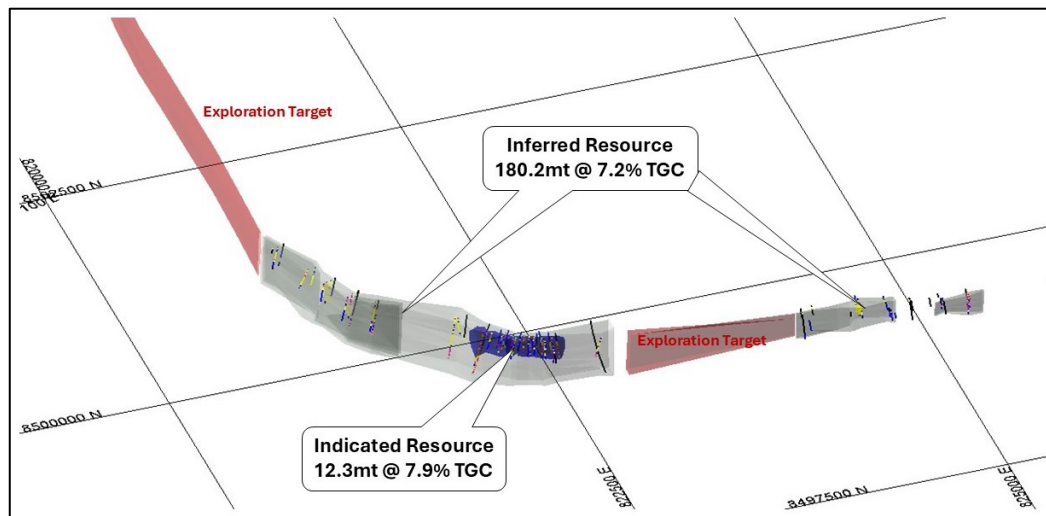 Exploration Target
Inferred Resource
180.2mt @ 7.2% TGC
820000 E
8502500 N
Exploration Target
8500000 N
Indicated Resource
12.3mt @ 7.9% TGC
822500 E
8497500 N
825000 E